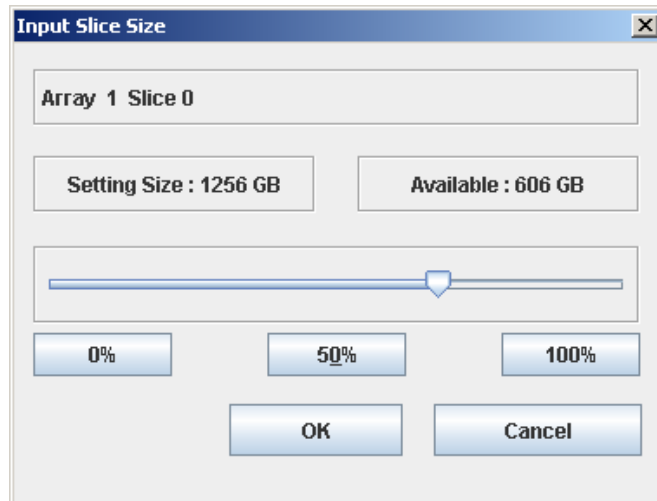 Input Slice Size
Array 1 Slice 0
Setting Size : 1256 GB
Available : 606 GB
0%
50%
100%
OK
Cancel